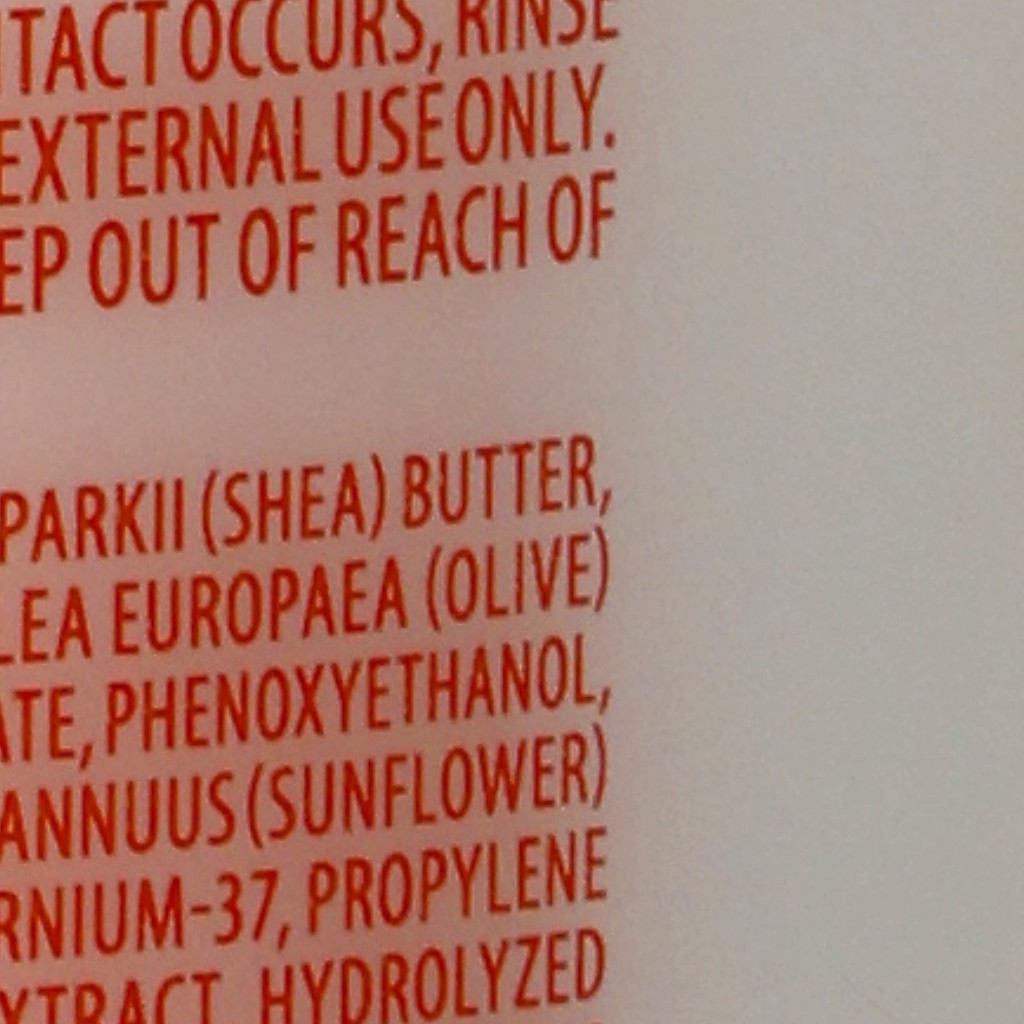 TACT OCCURS, RINSE
EXTERNAL USE ONLY.
EP OUT OF REACH OF
PARKII (SHEA) BUTTER,
LEA EUROPAEA (OLIVE)
ATE, PHENOXYETHANOL,
ANNUUS (SUNFLOWER)
RNIUM-37, PROPYLENE
XTRACT, HYDROLYZED